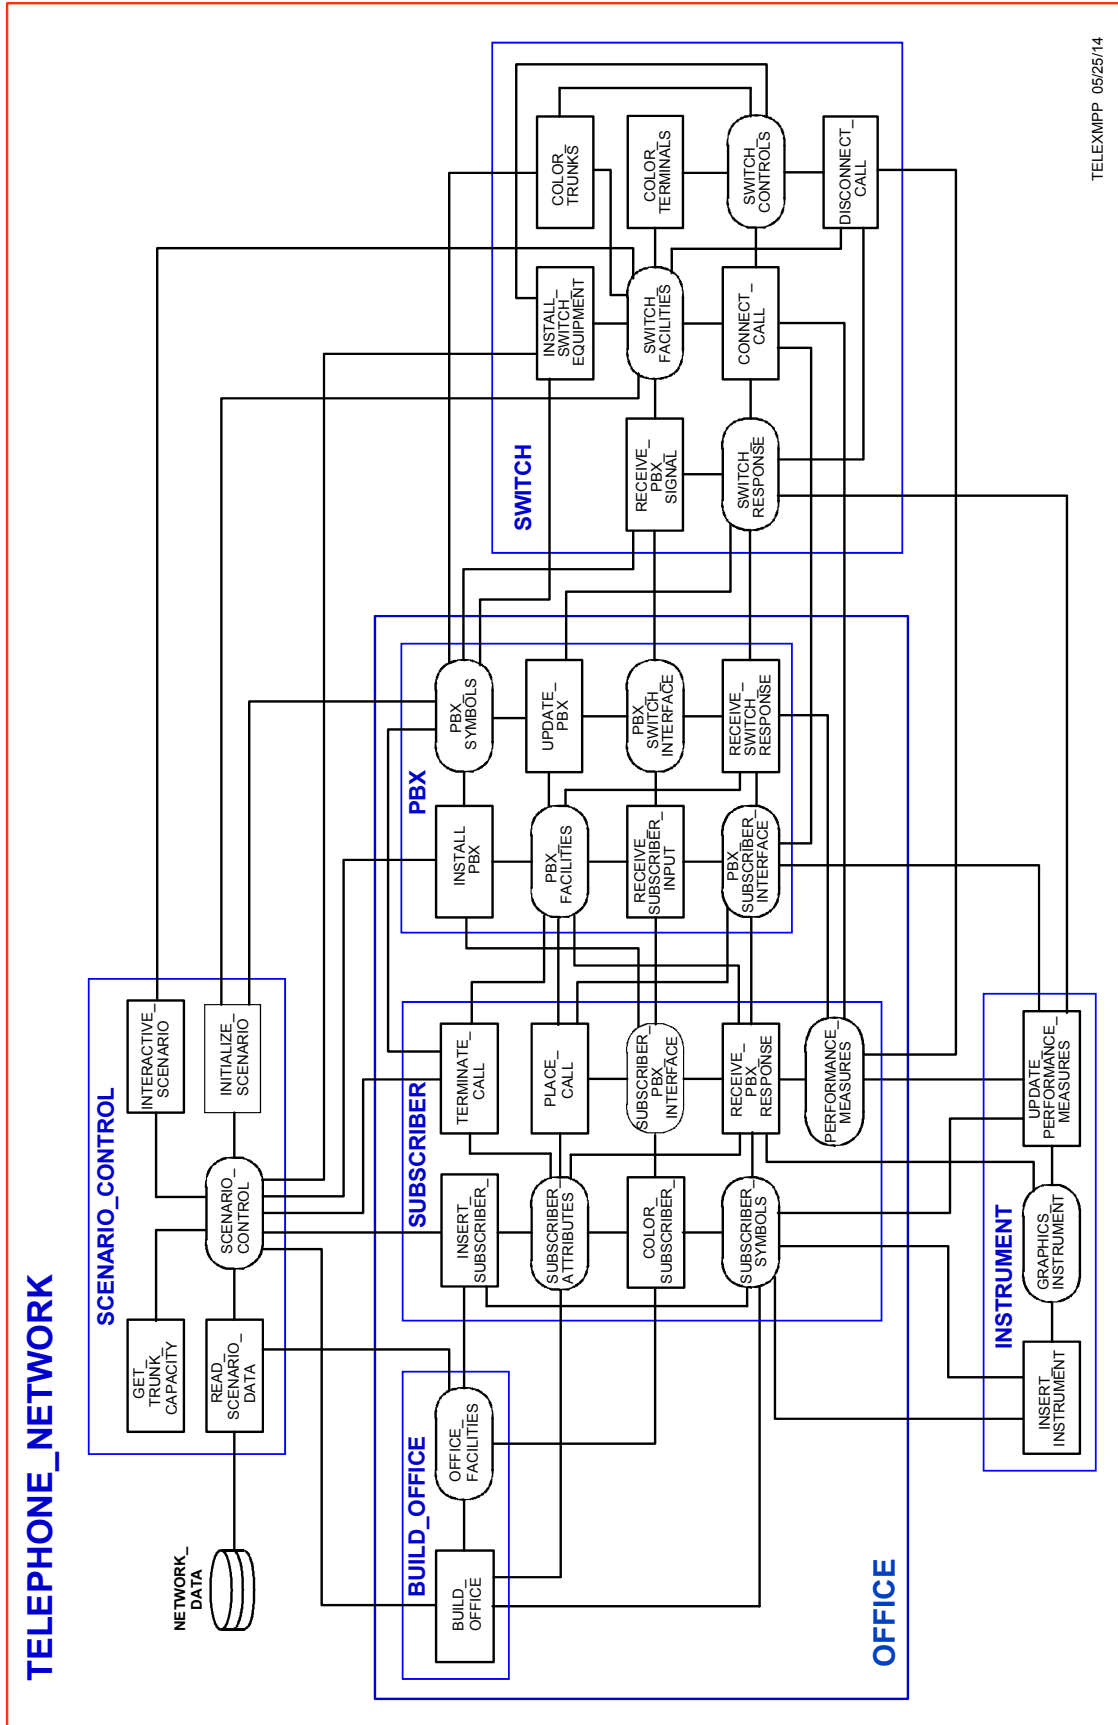 TELEPHONE_NETWORK
NETWORK_
DATA
SCENARIO_CONTROL
GET_
TRUNK_
CAPACITY
INTERACTIVE_
SCENARIO
READ_
SCENARIO_
DATA
SCENARIO_
CONTROL
INITIALIZE_
SCENARIO
BUILD_OFFICE
BUILD_
OFFICE
OFFICE_
FACILITIES
SUBSCRIBER
INSERT_
SUBSCRIBER_
TERMINATE_
CALL
SUBSCRIBER_
ATTRIBUTES
PLACE_
CALL
COLOR_
SUBSCRIBER_
SUBSCRIBER_
PBX_
INTERFACE
SUBSCRIBER_
SYMBOLS
RECEIVE_
PBX_
RESPONSE
PERFORMANCE_
MEASURES
PBX
INSTALL_
PBX
PBX_
SYMBOLS
PBX_
FACILITIES
UPDATE_
PBX
RECEIVE_
SUBSCRIBER_
INPUT
PBX_
SWITCH_
INTERFACE
PBX_
SUBSCRIBER_
INTERFACE
RECEIVE_
SWITCH_
RESPONSE
OFFICE
SWITCH
INSTALL_
SWITCH_
EQUIPMENT
COLOR_
TRUNKS
RECEIVE_
PBX_
SIGNAL
SWITCH_
FACILITIES
COLOR_
TERMINALS
SWITCH_
RESPONSE
CONNECT_
CALL
SWITCH_
CONTROLS
DISCONNECT_
CALL
INSTRUMENT
INSERT_
INSTRUMENT
GRAPHICS_
INSTRUMENT
UPDATE_
PERFORMANCE_
MEASURES
TELEXMPP 05/25/14